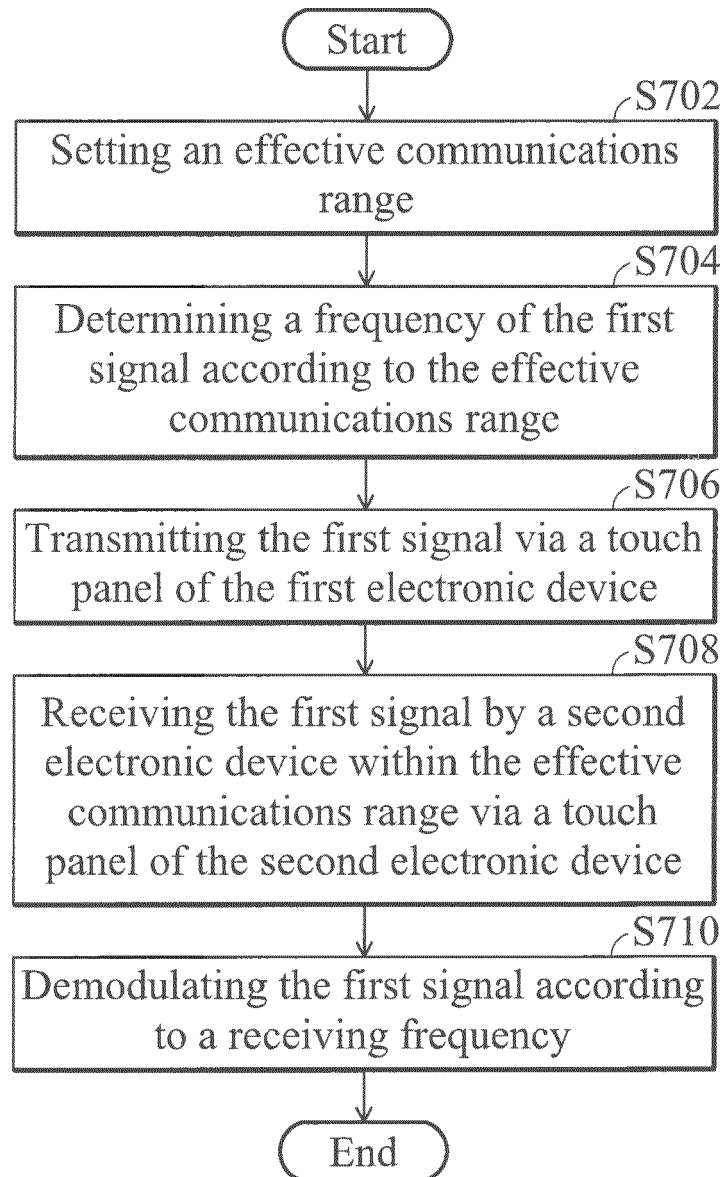 Start
S702
Setting an effective communications
range
S704
Determining a frequency of the first
signal according to the effective
communications range
S706
Transmitting the first signal via a touch
panel of the first electronic device
S708
Receiving the first signal by a second
electronic device within the effective
communications range via a touch
panel of the second electronic device
S710
Demodulating the first signal according
to a receiving frequency
End